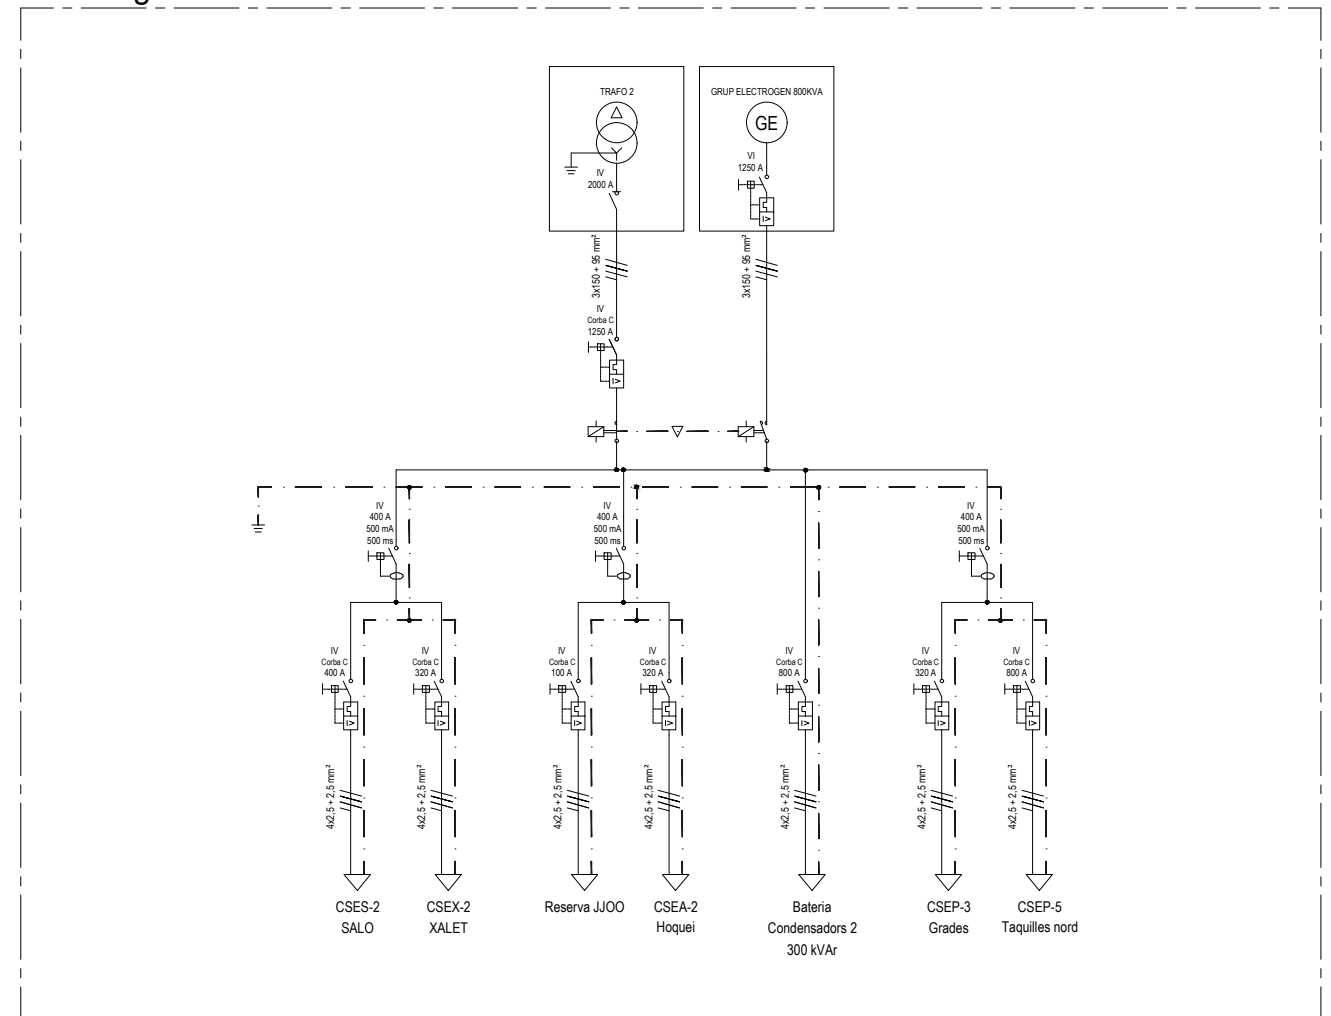 TRAFO 2
GRUP ELECTROGEN 800KVA
GE
IV
2000 A
VI
1250 A
3x150 + 95 mm²
3x150 + 95 mm²
IV
Corba C
1250 A
I>
I>
IV
400 A
500 mA
500 ms
IV
400 A
500 mA
500 ms
IV
400 A
500 mA
500 ms
IV
Corba C
400 A
IV
Corba C
320 A
IV
Corba C
100 A
IV
Corba C
320 A
IV
Corba C
800 A
IV
Corba C
320 A
IV
Corba C
800 A
I>
I>
I>
I>
I>
I>
I>
4x2,5 + 2,5 mm²
4x2,5 + 2,5 mm²
4x2,5 + 2,5 mm²
4x2,5 + 2,5 mm²
4x2,5 + 2,5 mm²
4x2,5 + 2,5 mm²
4x2,5 + 2,5 mm²
CSES-2
SALO
CSEX-2
XALET
Reserva JJOO
CSEA-2
Hoquei
Bateria
Condensadors 2
300 kVAr
CSEP-3
Grades
CSEP-5
Taquilles nord